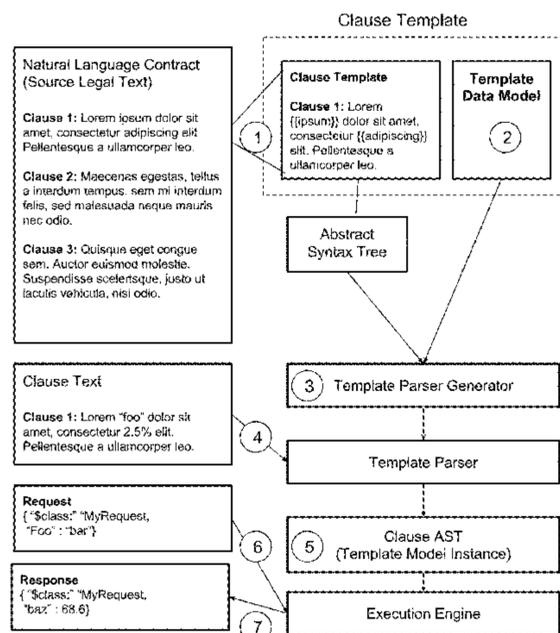 Clause Template
Natural Language Contract
(Source Legal Text)
Clause 1: Lorem ipsum dolor sit
amet, consectetur adipiscing elit
Pellentesque a ullamcorper leo.
Clause 2: Maecenas egestas, tellus
a interdum tempus, sem mi interdum
felis, sed malesuada neque mauris
nec odio.
Clause 3: Quisque eget congue
sem. Auctor euismod molestie.
Suspendisse scelerisque, justo ut
iaculis vehicula, nisi odio.
1
Clause Template
Clause 1: Lorem
{{ipsum}} dolor sit amet,
consectetur {{adipiscing}}
elit. Pellentesque a
ullamcorper leo.
Template
Data Model
2
Abstract
Syntax Tree
3 Template Parser Generator
Clause Text
Clause 1: Lorem "foo" dolor sit
amet, consectetur 2.5% elit.
Pellentesque a ullamcorper leo.
4
Template Parser
Request
{ "$class:" "MyRequest,
"Foo" : "bar"}
6
5 Clause AST
(Template Model Instance)
Response
{ "$class:" "MyRequest,
"baz" : 68.6}
7
Execution Engine